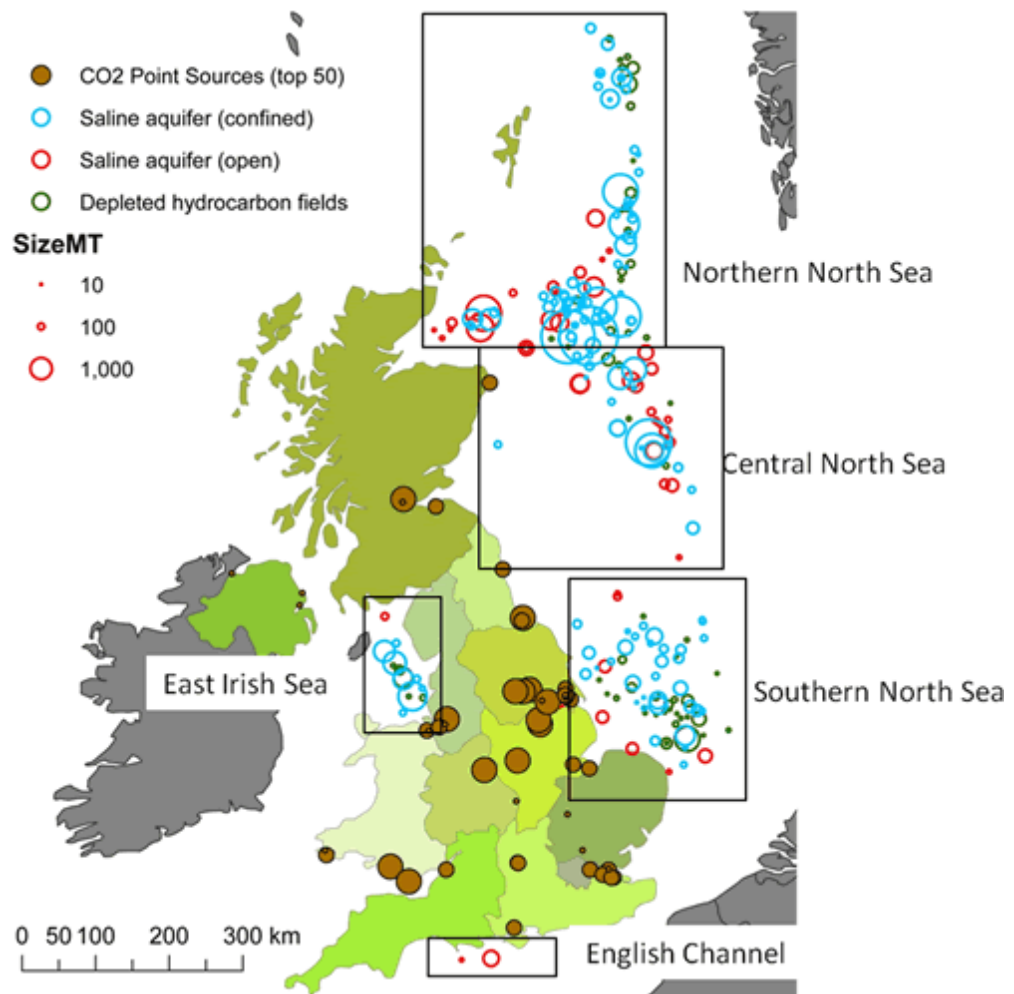 CO2 Point Sources (top 50)
Saline aquifer (confined)
Saline aquifer (open)
Depleted hydrocarbon fields
SizeMT
10
100
1,000
Northern North Sea
Central North Sea
East Irish Sea
Southern North Sea
English Channel
0 50 100 200 300 km